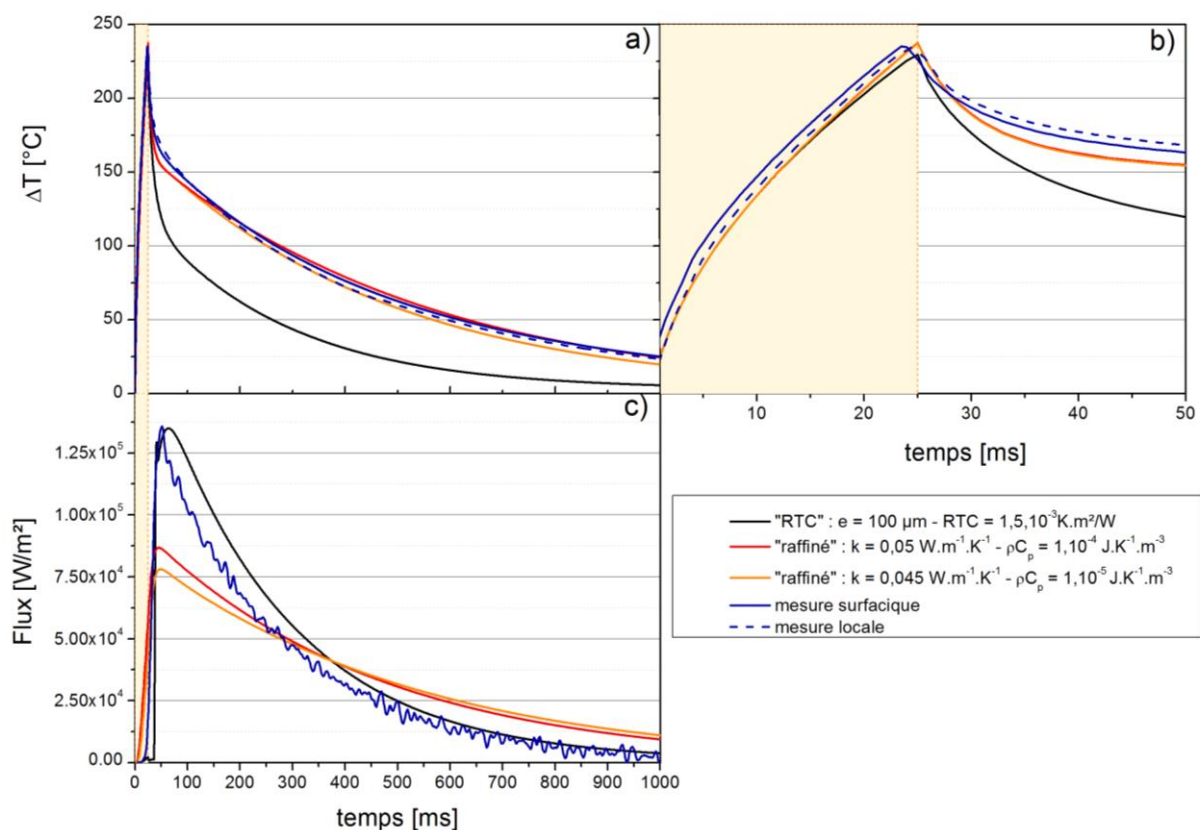 250
200
150
100
50
0
ΔT [°C]
a)
b)
10
20
30
40
50
temps [ms]
c)
1.25x10⁵
1.00x10⁵
7.50x10⁴
5.00x10⁴
2.50x10⁴
0.00
Flux [W/m²]
0
100
200
300
400
500
600
700
800
900
1000
temps [ms]
"RTC" : e = 100 µm - RTC = 1,5,10⁻³K.m²/W
"raffiné" : k = 0,05 W.m⁻¹.K⁻¹ - ρCₚ = 1,10⁻⁴ J.K⁻¹.m⁻³
"raffiné" : k = 0,045 W.m⁻¹.K⁻¹ - ρCₚ = 1,10⁻⁵ J.K⁻¹.m⁻³
mesure surfacique
mesure locale